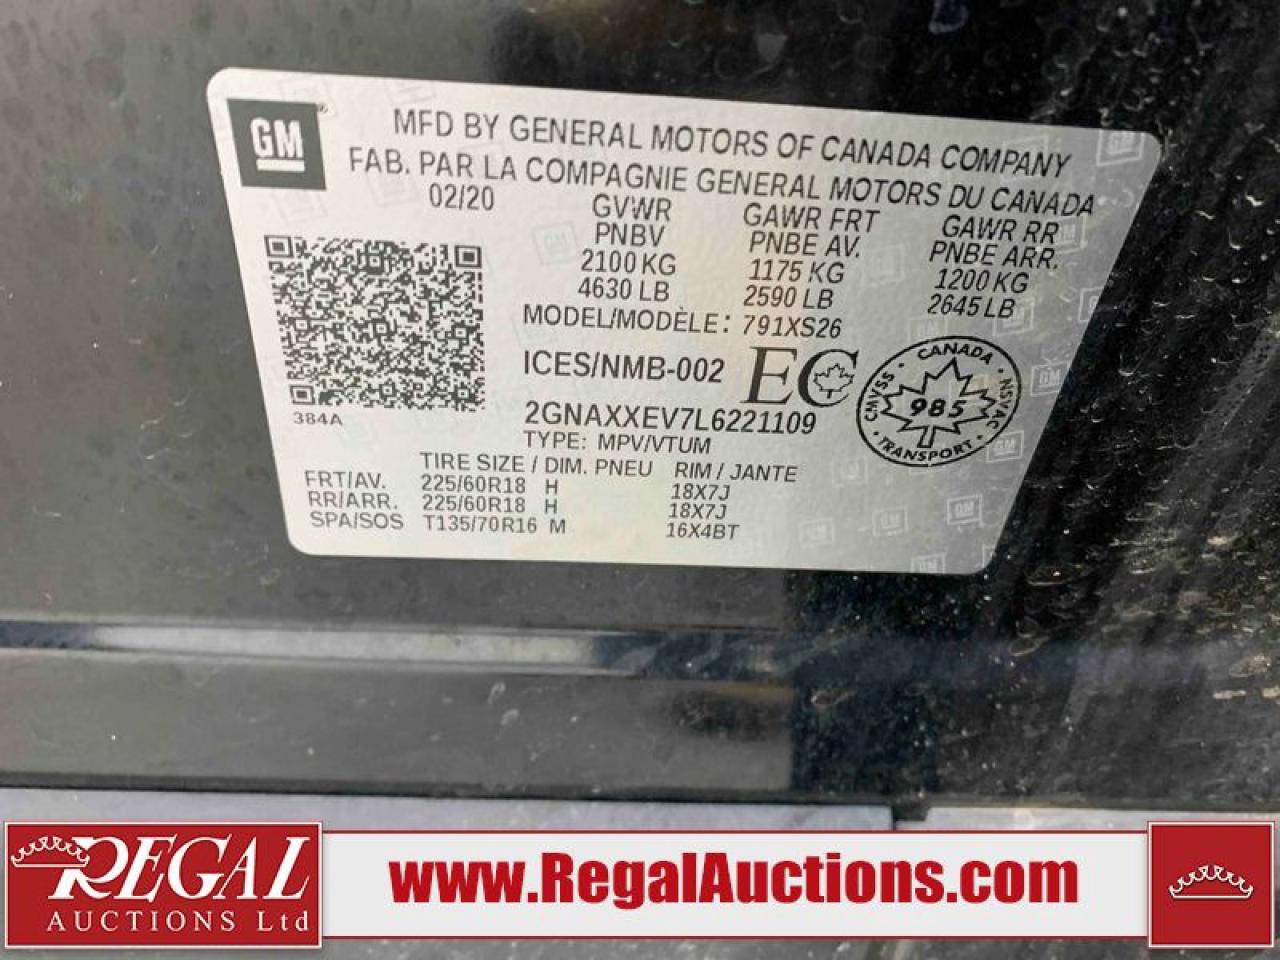 GM®
MFD BY GENERAL MOTORS OF CANADA COMPANY
FAB. PAR LA COMPAGNIE GENERAL MOTORS DU CANADA
02/20 GVWR GAWR FRT GAWR RR
PNBV PNBE AV. PNBE ARR.
2100 KG 1175 KG 1200 KG
4630 LB 2590 LB 2645 LB
MODEL/MODÈLE: 791XS26
ICES/NMB-002 EC
CANADA
CMVSS 985 NSVAC
TRANSPORT
384A
2GNAXXEV7L6221109
TYPE: MPV/VTUM
TIRE SIZE / DIM. PNEU RIM / JANTE
FRT/AV. 225/60R18 H 18X7J
RR/ARR. 225/60R18 H 18X7J
SPA/SOS T135/70R16 M 16X4BT
REGAL
AUCTIONS Ltd
www.RegalAuctions.com